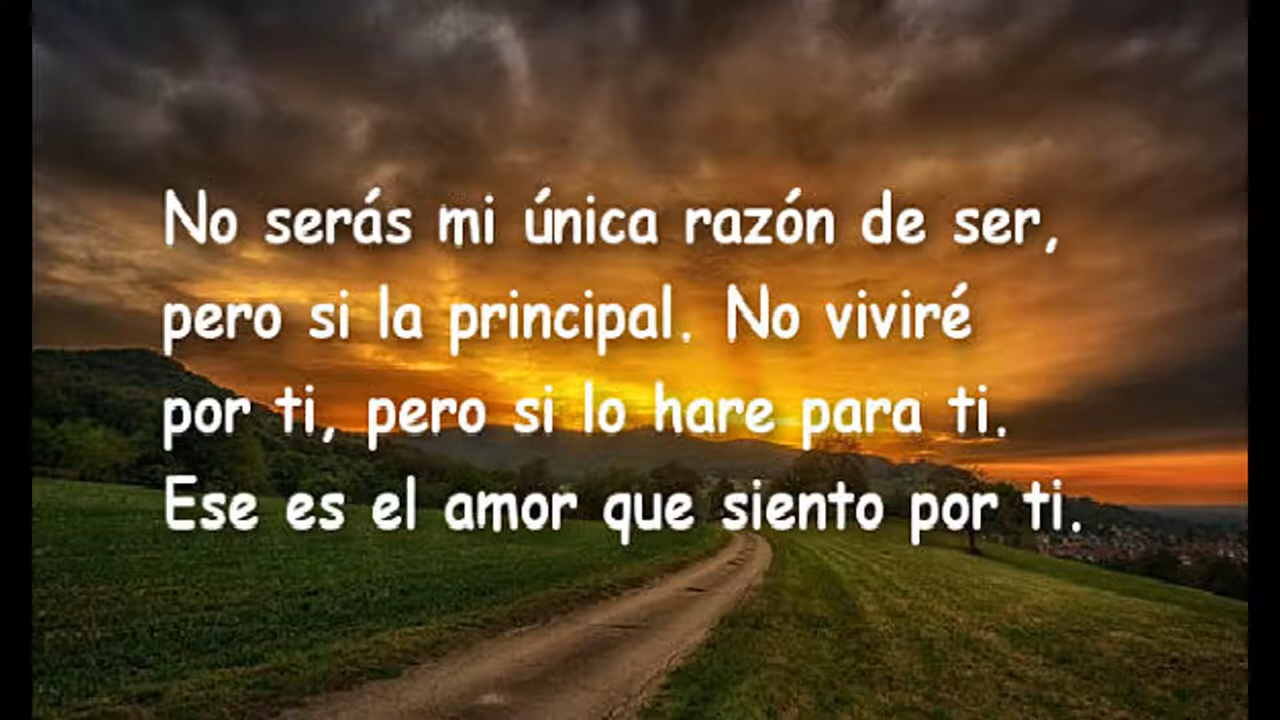 No serás mi única razón de ser,
pero si la principal. No viviré
por ti, pero si lo hare para ti.
Ese es el amor que siento por ti.